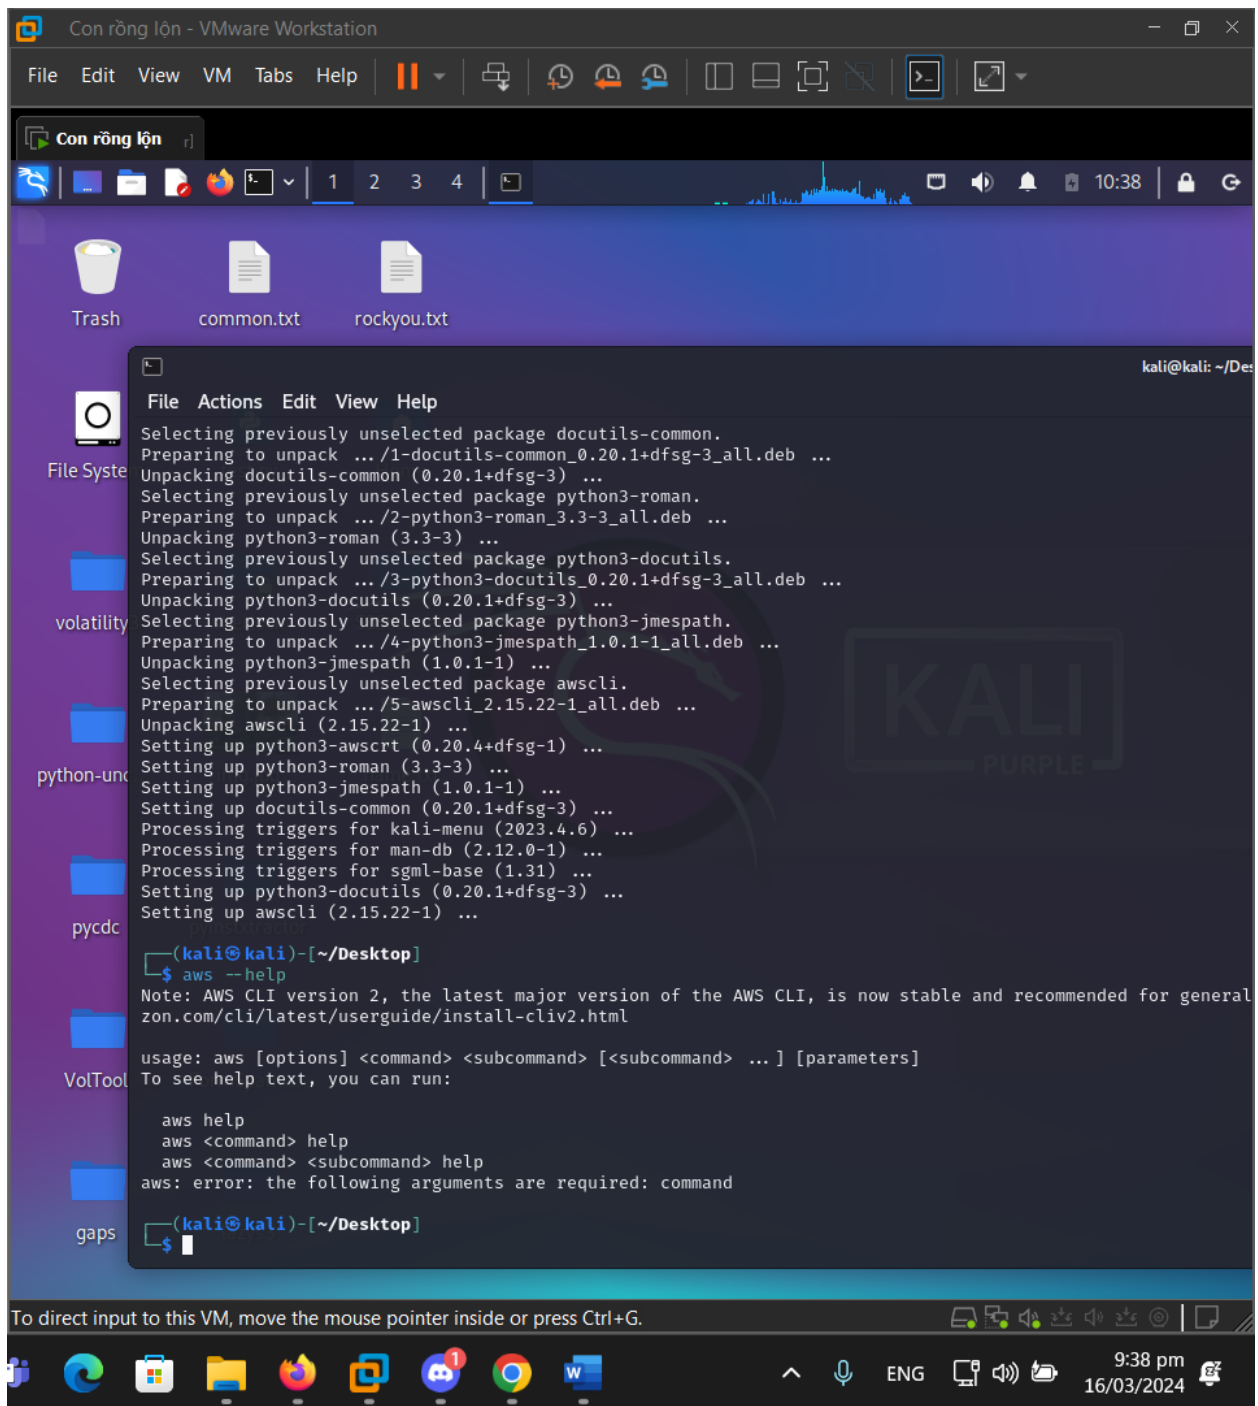 Con rồng lộn - VMware Workstation
File Edit View VM Tabs Help
Con rồng lộn
1 2 3 4 10:38
Trash common.txt rockyou.txt
kali@kali: ~/Des
File Actions Edit View Help
Selecting previously unselected package docutils-common.
Preparing to unpack .../1-docutils-common_0.20.1+dfsg-3_all.deb ...
File Syste
Unpacking docutils-common (0.20.1+dfsg-3) ...
Selecting previously unselected package python3-roman.
Preparing to unpack .../2-python3-roman_3.3-3_all.deb ...
Unpacking python3-roman (3.3-3) ...
Selecting previously unselected package python3-docutils.
Preparing to unpack .../3-python3-docutils_0.20.1+dfsg-3_all.deb ...
Unpacking python3-docutils (0.20.1+dfsg-3) ...
volatility
Selecting previously unselected package python3-jmespath.
Preparing to unpack .../4-python3-jmespath_1.0.1-1_all.deb ...
Unpacking python3-jmespath (1.0.1-1) ...
Selecting previously unselected package awscli.
Preparing to unpack .../5-awscli_2.15.22-1_all.deb ...
Unpacking awscli (2.15.22-1) ...
Setting up python3-awscrt (0.20.4+dfsg-1) ...
KALI
PURPLE
python-unc
Setting up python3-roman (3.3-3) ...
Setting up python3-jmespath (1.0.1-1) ...
Setting up docutils-common (0.20.1+dfsg-3) ...
Processing triggers for kali-menu (2023.4.6) ...
Processing triggers for man-db (2.12.0-1) ...
Processing triggers for sgml-base (1.31) ...
Setting up python3-docutils (0.20.1+dfsg-3) ...
Setting up awscli (2.15.22-1) ...
pycdc
(kali㉿kali)-[~/Desktop]
$ aws --help
Note: AWS CLI version 2, the latest major version of the AWS CLI, is now stable and recommended for general
zon.com/cli/latest/userguide/install-cliv2.html
usage: aws [options] <command> <subcommand> [<subcommand> ...] [parameters]
VolTool
To see help text, you can run:
aws help
aws <command> help
aws <command> <subcommand> help
aws: error: the following arguments are required: command
(kali㉿kali)-[~/Desktop]
$
gaps
To direct input to this VM, move the mouse pointer inside or press Ctrl+G.
1
ENG
9:38 pm
16/03/2024